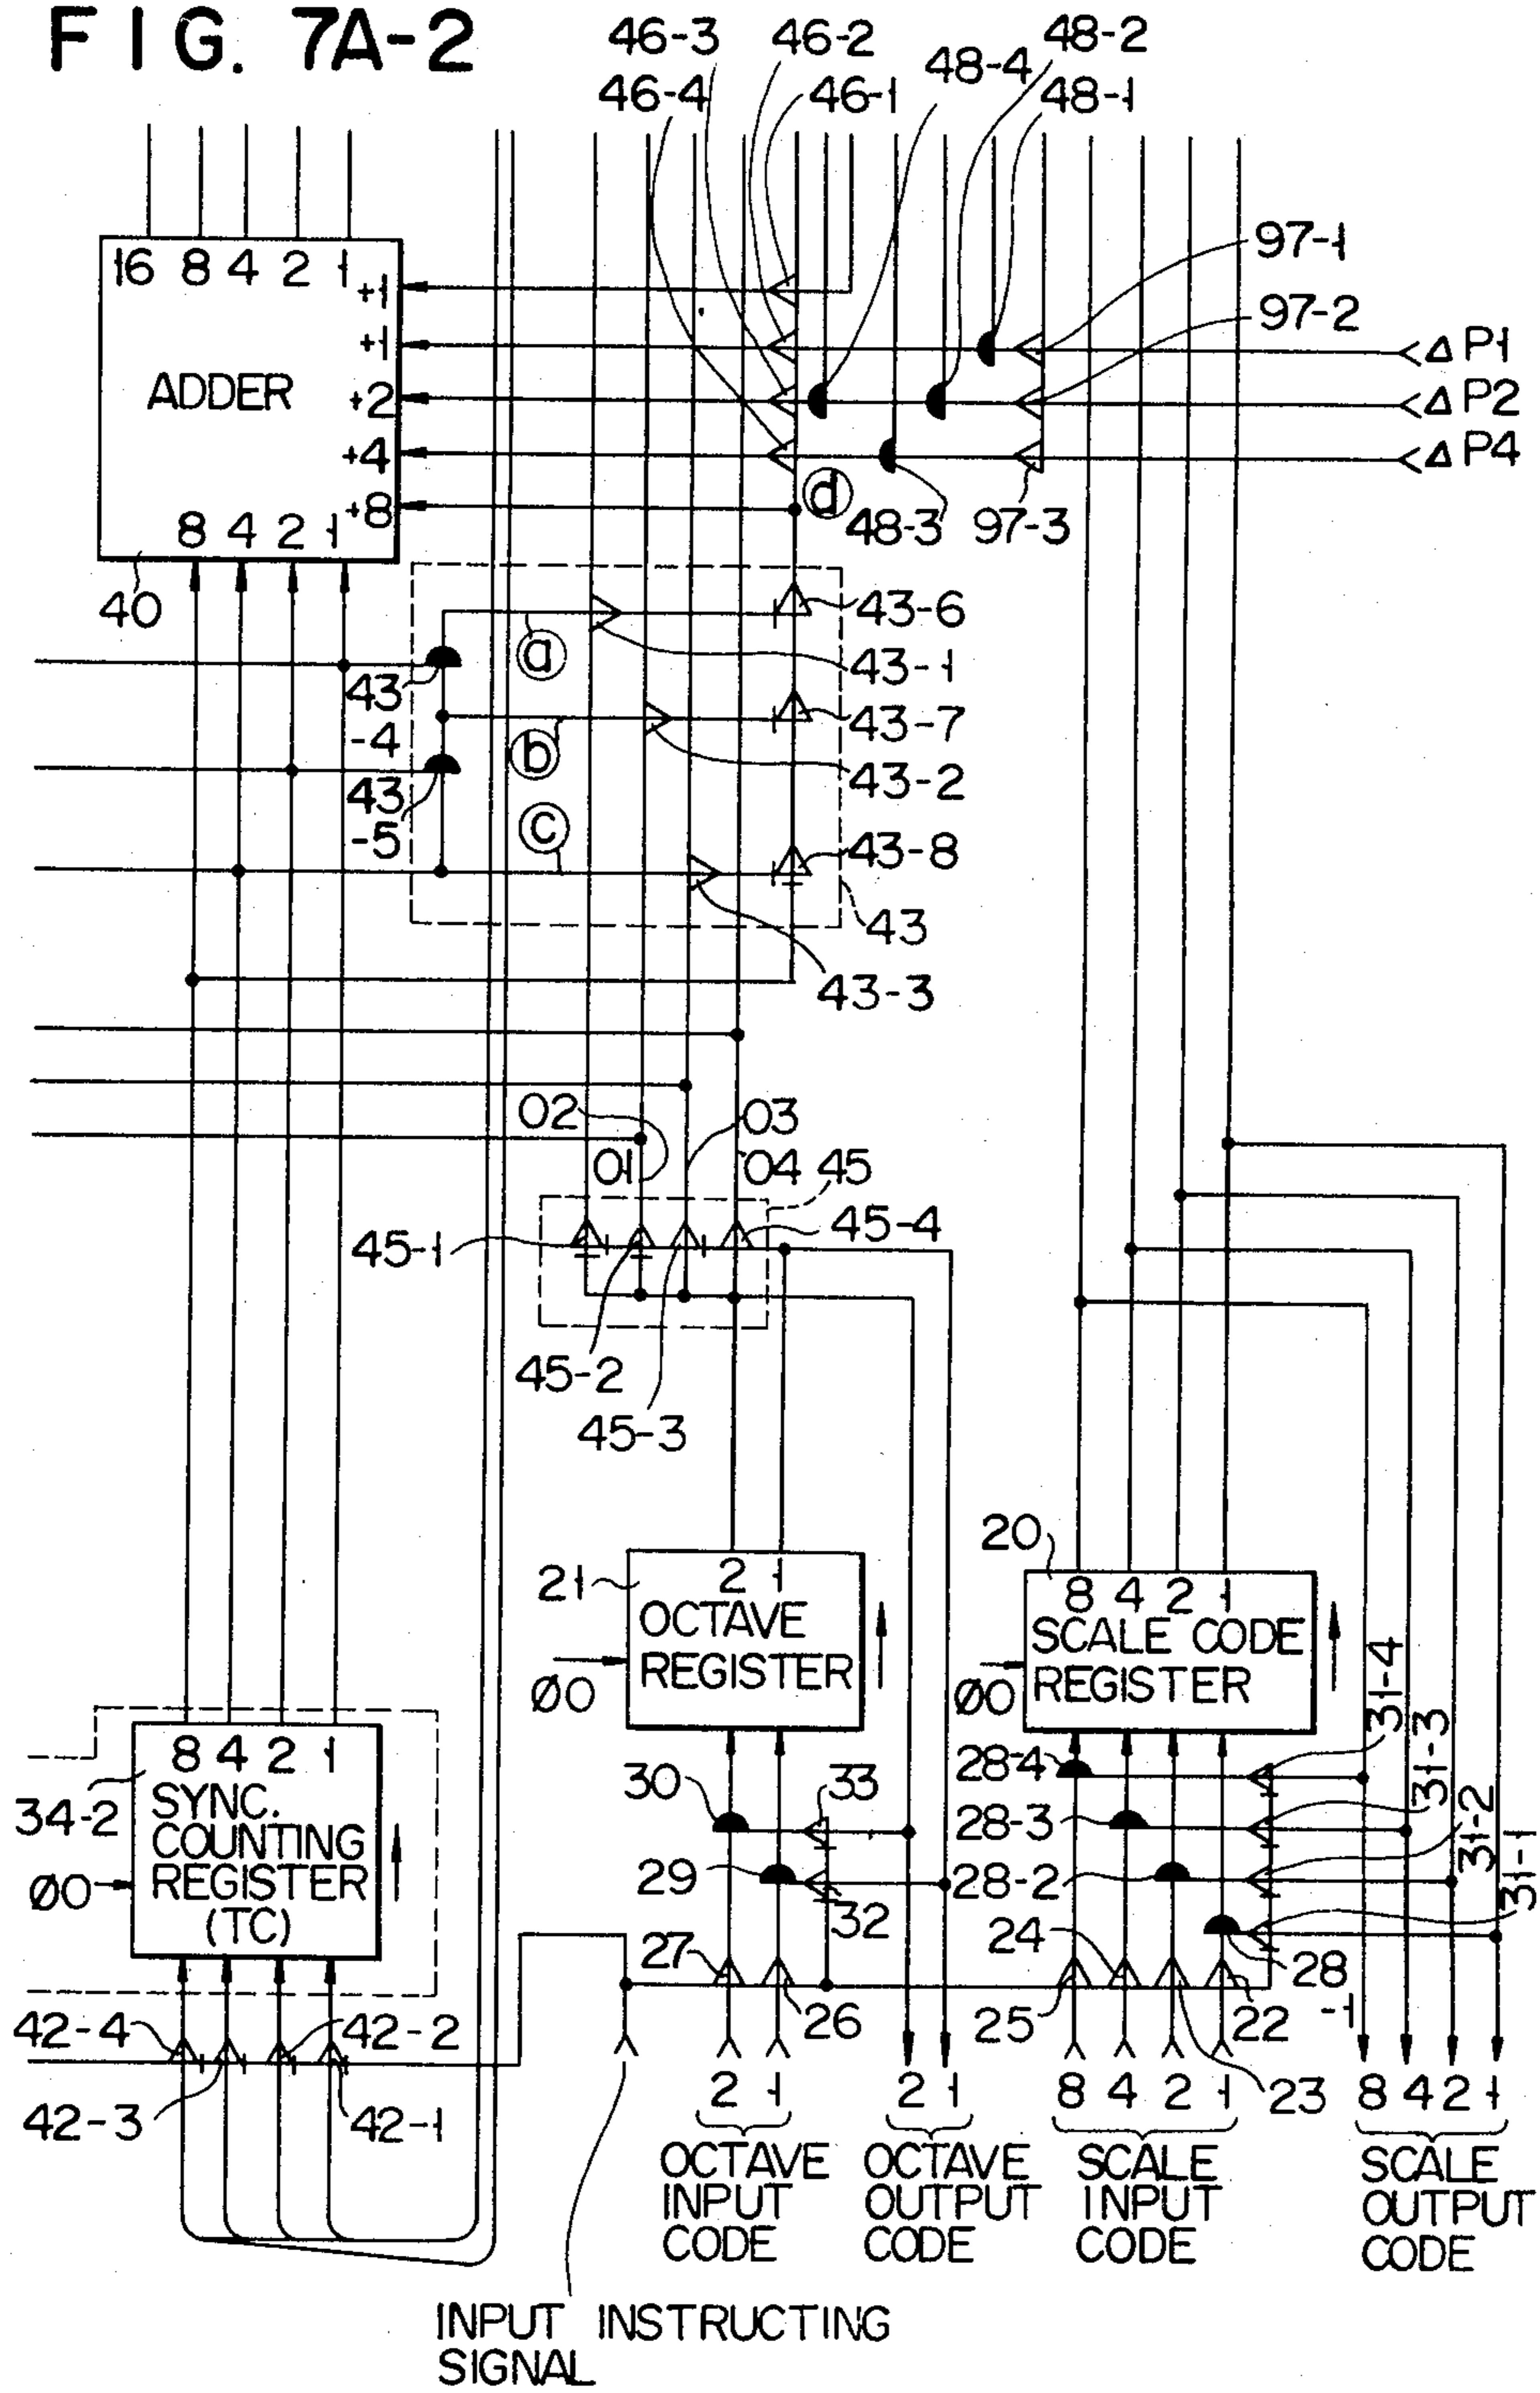 FIG. 7A-2
46-3 46-2 48-4 48-2
46-4 46-1 48-1
97-1
97-2
16 8 4 2 1
+1
+1
+2
+4
+8
ADDER
8 4 2 1
40
Δ P1
Δ P2
Δ P4
ⓓ
48-3 97-3
43-6
ⓐ
43-1
43
-4
43-7
ⓑ
43-2
43
-5
ⓒ
43-8
43
43-3
02 03
01 04 45
45-1 45-4
45-2
45-3
21
2 1
OCTAVE
REGISTER
Ø0
20
8 4 2 1
SCALE CODE
REGISTER
Ø0
31-4
31-3
31-2
31-1
34-2
8 4 2 1
SYNC.
COUNTING
REGISTER
(TC)
Ø0
30 33
29 32
28-4
28-3
28-2
28
-1
27 26
24
25 22
23
42-4 42-2
42-3 42-1
2 1 2 1 8 4 2 1 8 4 2 1
OCTAVE
INPUT
CODE
OCTAVE
OUTPUT
CODE
SCALE
INPUT
CODE
SCALE
OUTPUT
CODE
INPUT INSTRUCTING
SIGNAL